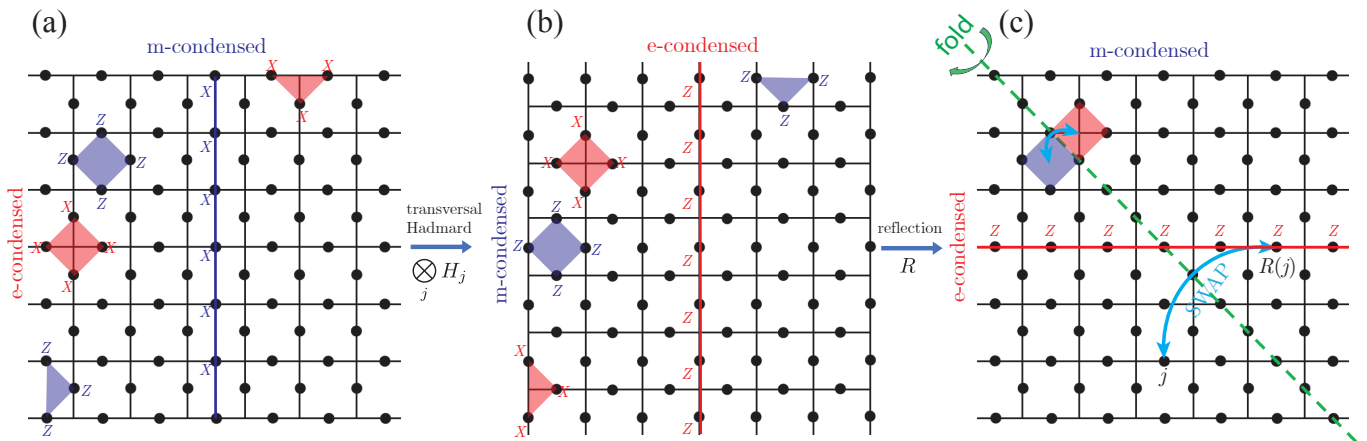 (a)
m-condensed
X X
X
X
Z
X
Z Z
Z
X
X
e-condensed
X X
X
X
X
Z
X
Z
Z
transversal
Hadmard
⨂ H_j
j
(b)
e-condensed
Z Z
Z
Z
X
Z
X X
X
Z
Z
m-condensed
Z Z
Z
Z
Z
X
Z
X
X
reflection
R
(c)
fold
m-condensed
e-condensed
Z Z Z Z Z Z Z
R(j)
SWAP
j